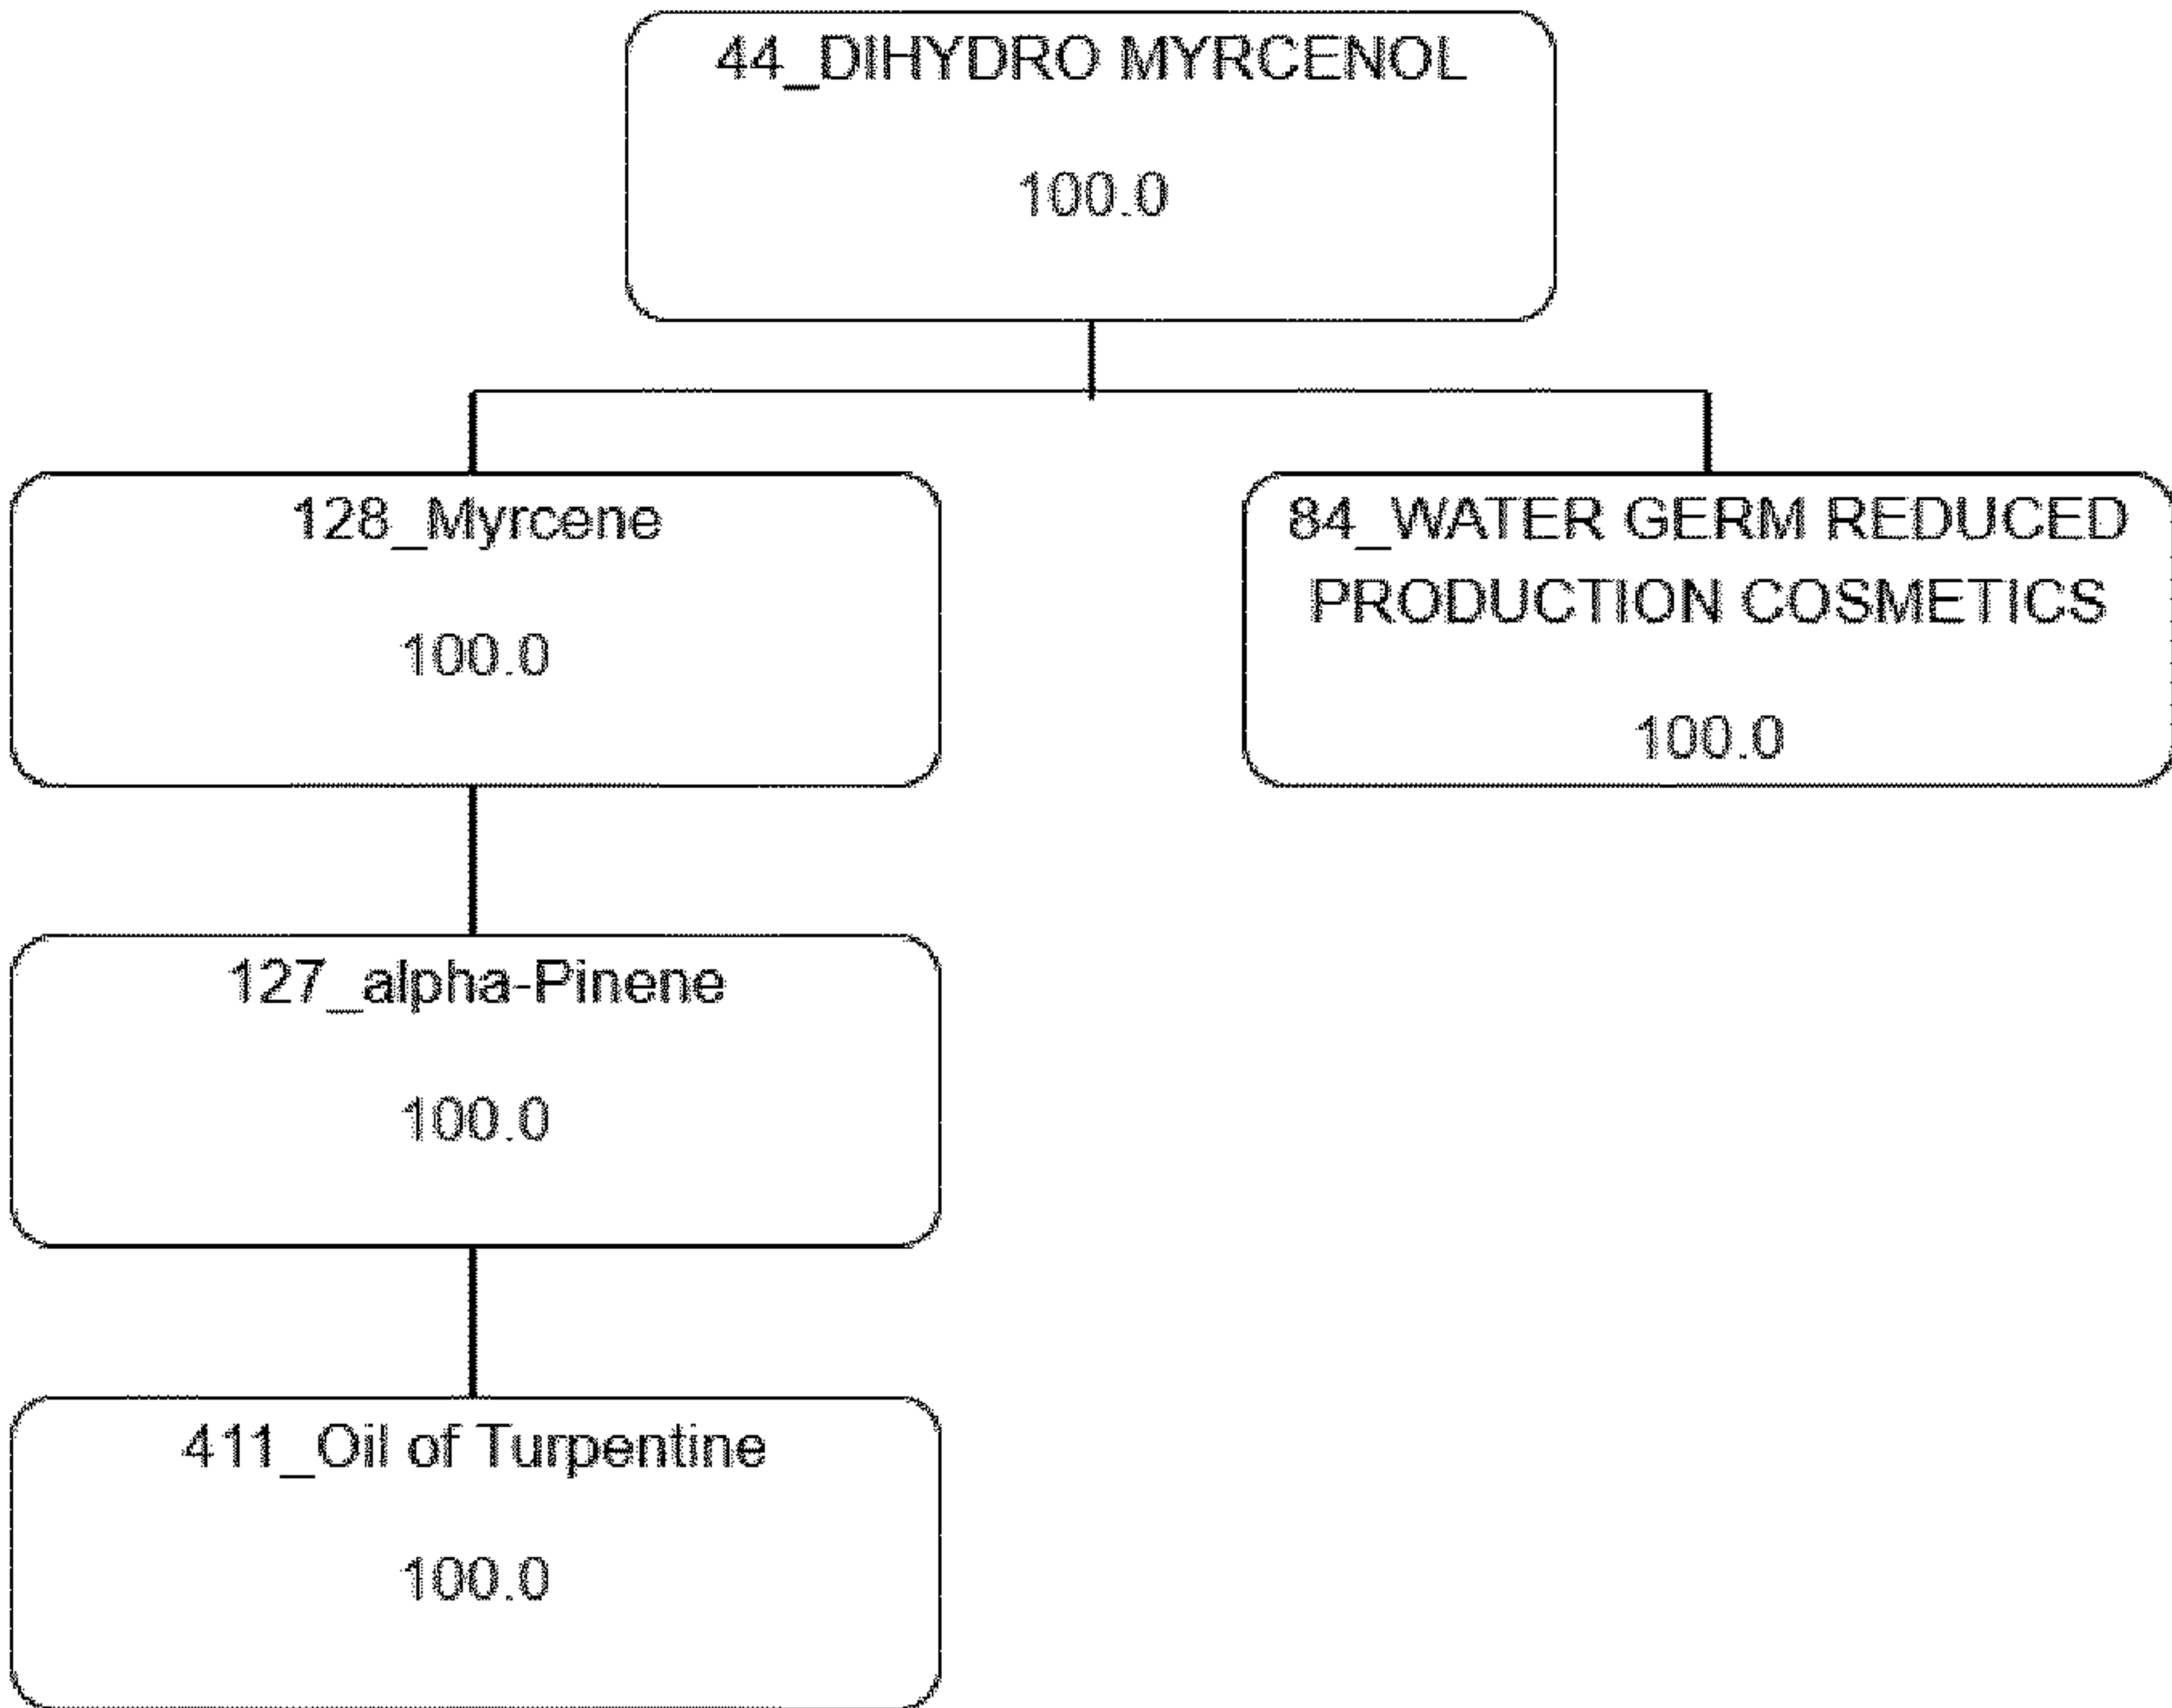 44_DIHYDRO MYRCENOL
100.0
128_Myrcene
100.0
84_WATER GERM REDUCED
PRODUCTION COSMETICS
100.0
127_alpha-Pinene
100.0
411_Oil of Turpentine
100.0